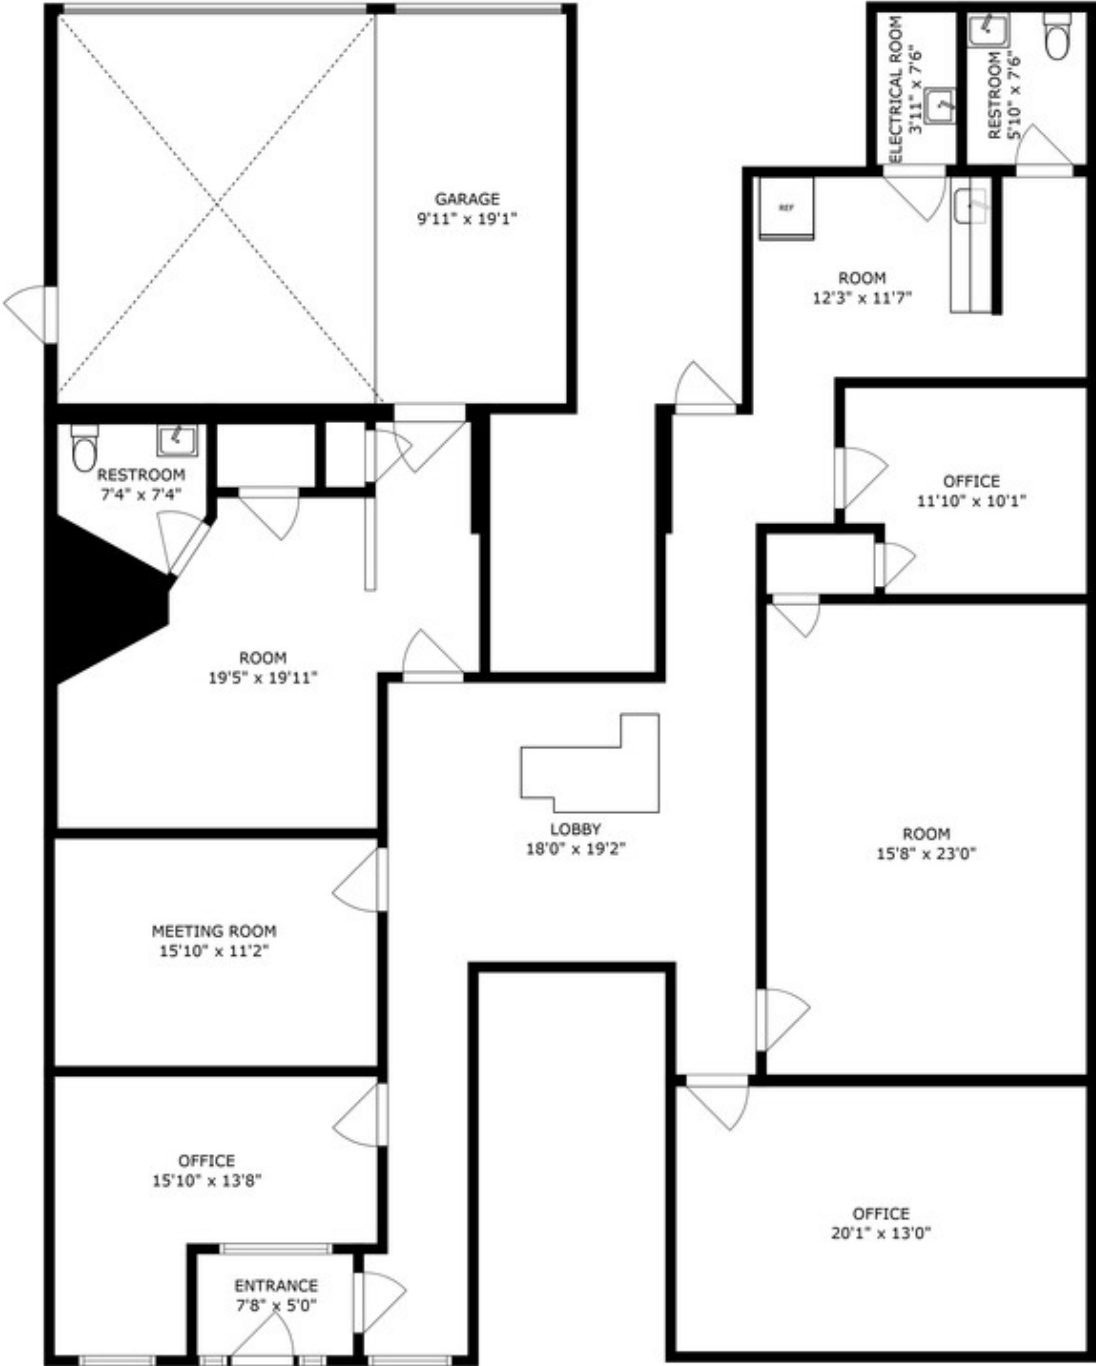 ELECTRICAL ROOM
3'11" x 7'6"
RESTROOM
5'10" x 7'6"
GARAGE
9'11" x 19'1"
REF
ROOM
12'3" x 11'7"
RESTROOM
7'4" x 7'4"
OFFICE
11'10" x 10'1"
ROOM
19'5" x 19'11"
LOBBY
18'0" x 19'2"
ROOM
15'8" x 23'0"
MEETING ROOM
15'10" x 11'2"
OFFICE
15'10" x 13'8"
OFFICE
20'1" x 13'0"
ENTRANCE
7'8" x 5'0"